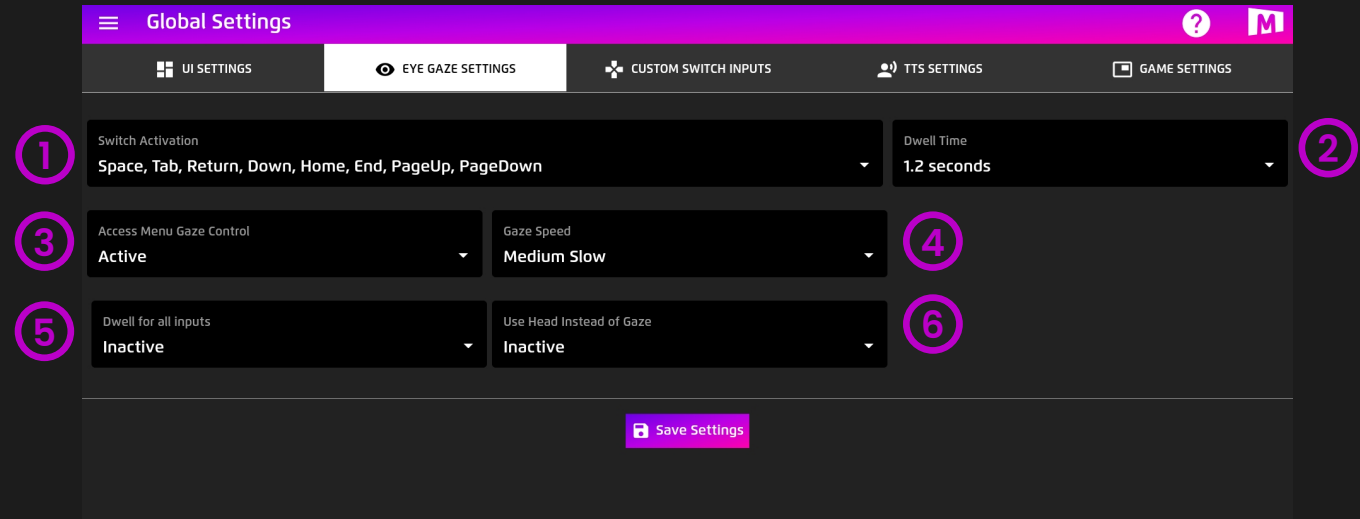 Global Settings
?
M
UI SETTINGS
EYE GAZE SETTINGS
CUSTOM SWITCH INPUTS
TTS SETTINGS
GAME SETTINGS
1
Switch Activation
Space, Tab, Return, Down, Home, End, PageUp, PageDown
Dwell Time
1.2 seconds
2
3
Access Menu Gaze Control
Active
Gaze Speed
Medium Slow
4
5
Dwell for all inputs
Inactive
Use Head Instead of Gaze
Inactive
6
Save Settings